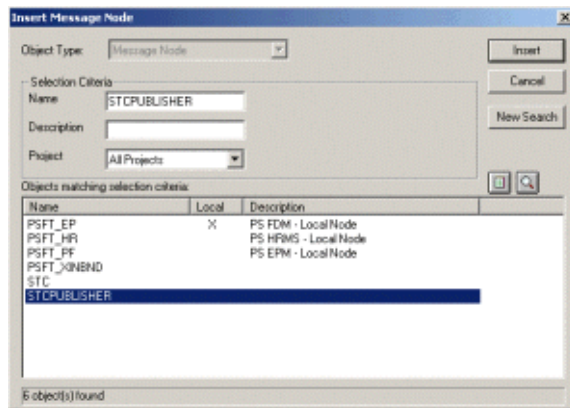 Insert Message Node
Object Type: Message Node
Insert
Selection Criteria
Cancel
Name STCPUBLISHER
New Search
Description
Project All Projects
Objects matching selection criteria:
Name Local Description
PSFT_EP X PS FDM - Local Node
PSFT_HR PS HRMS - Local Node
PSFT_PF PS EPM - Local Node
PSFT_XINBND
STC
STCPUBLISHER
6 object(s) found